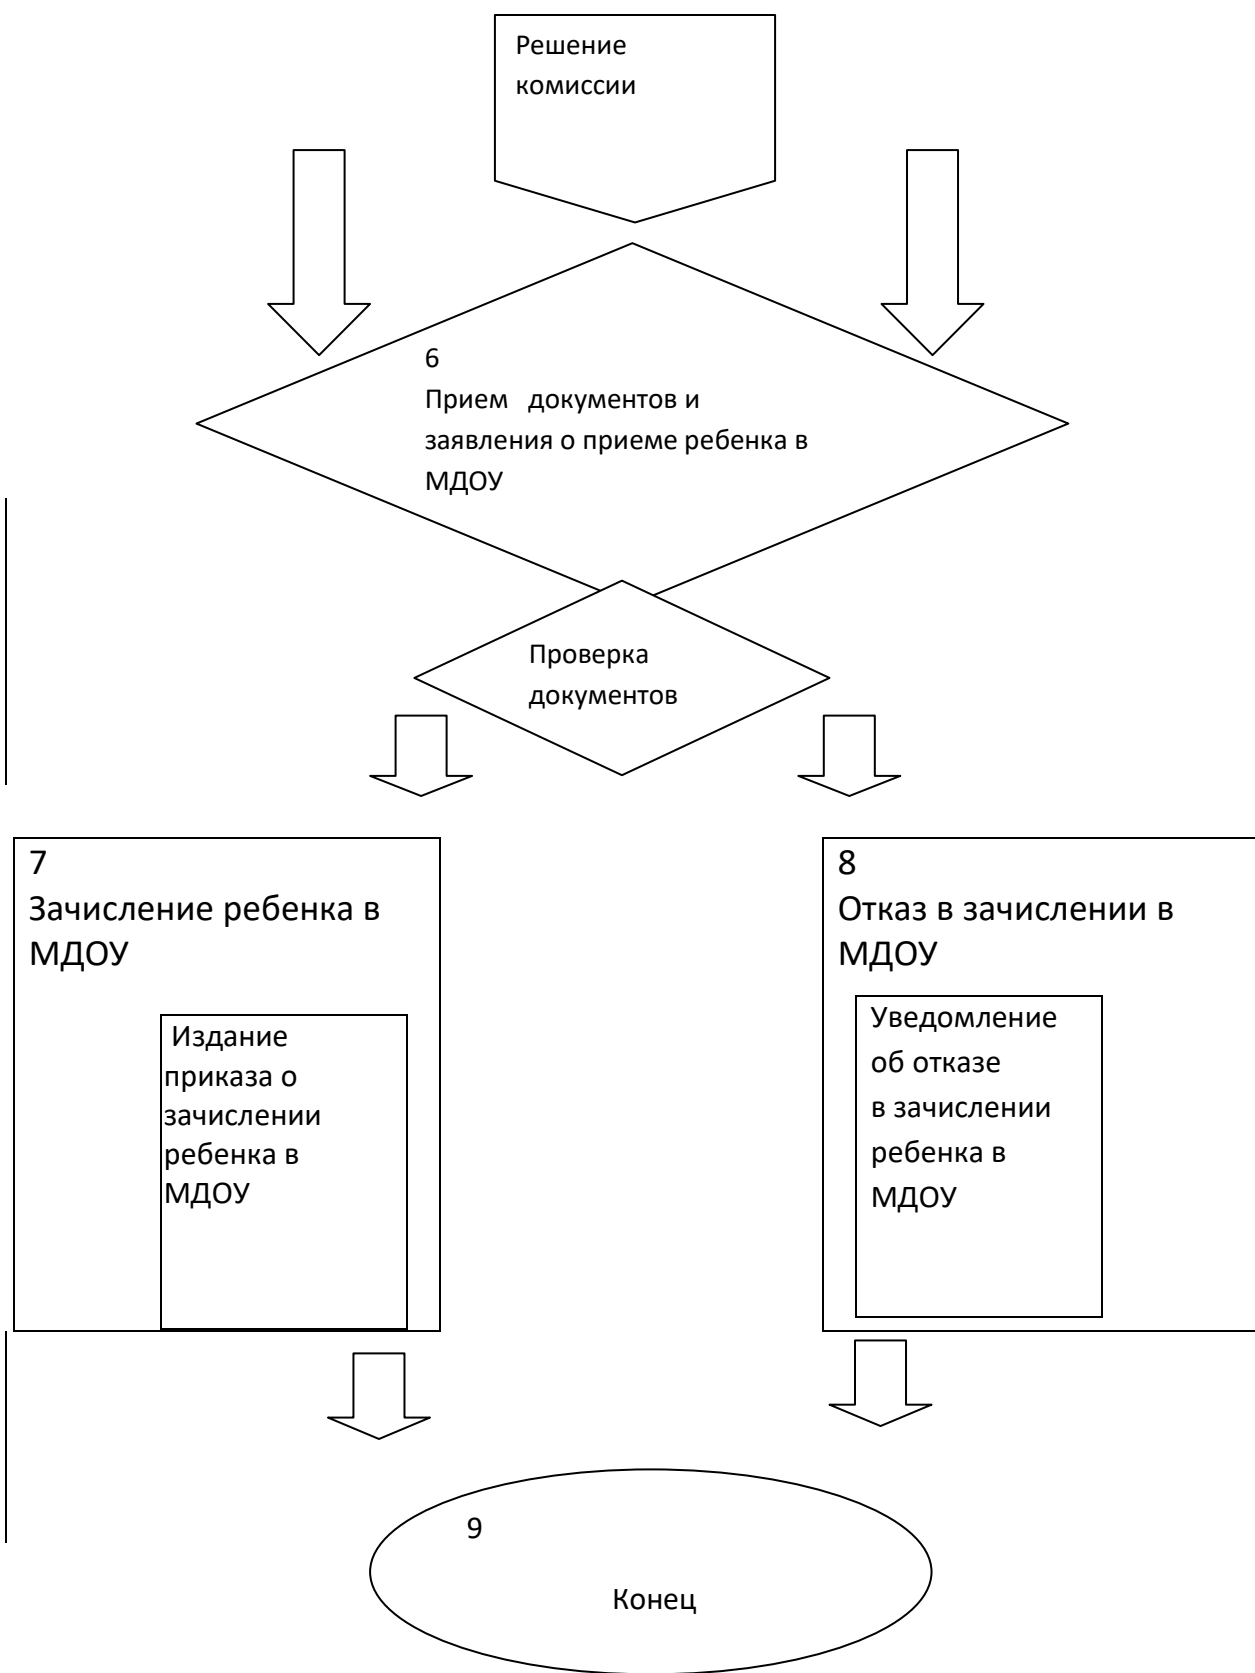 Решение
комиссии
6
Прием документов и
заявления о приеме ребенка в
МДОУ
Проверка
документов
7
Зачисление ребенка в
МДОУ
Издание
приказа о
зачислении
ребенка в
МДОУ
8
Отказ в зачислении в
МДОУ
Уведомление
об отказе
в зачислении
ребенка в
МДОУ
9
Конец